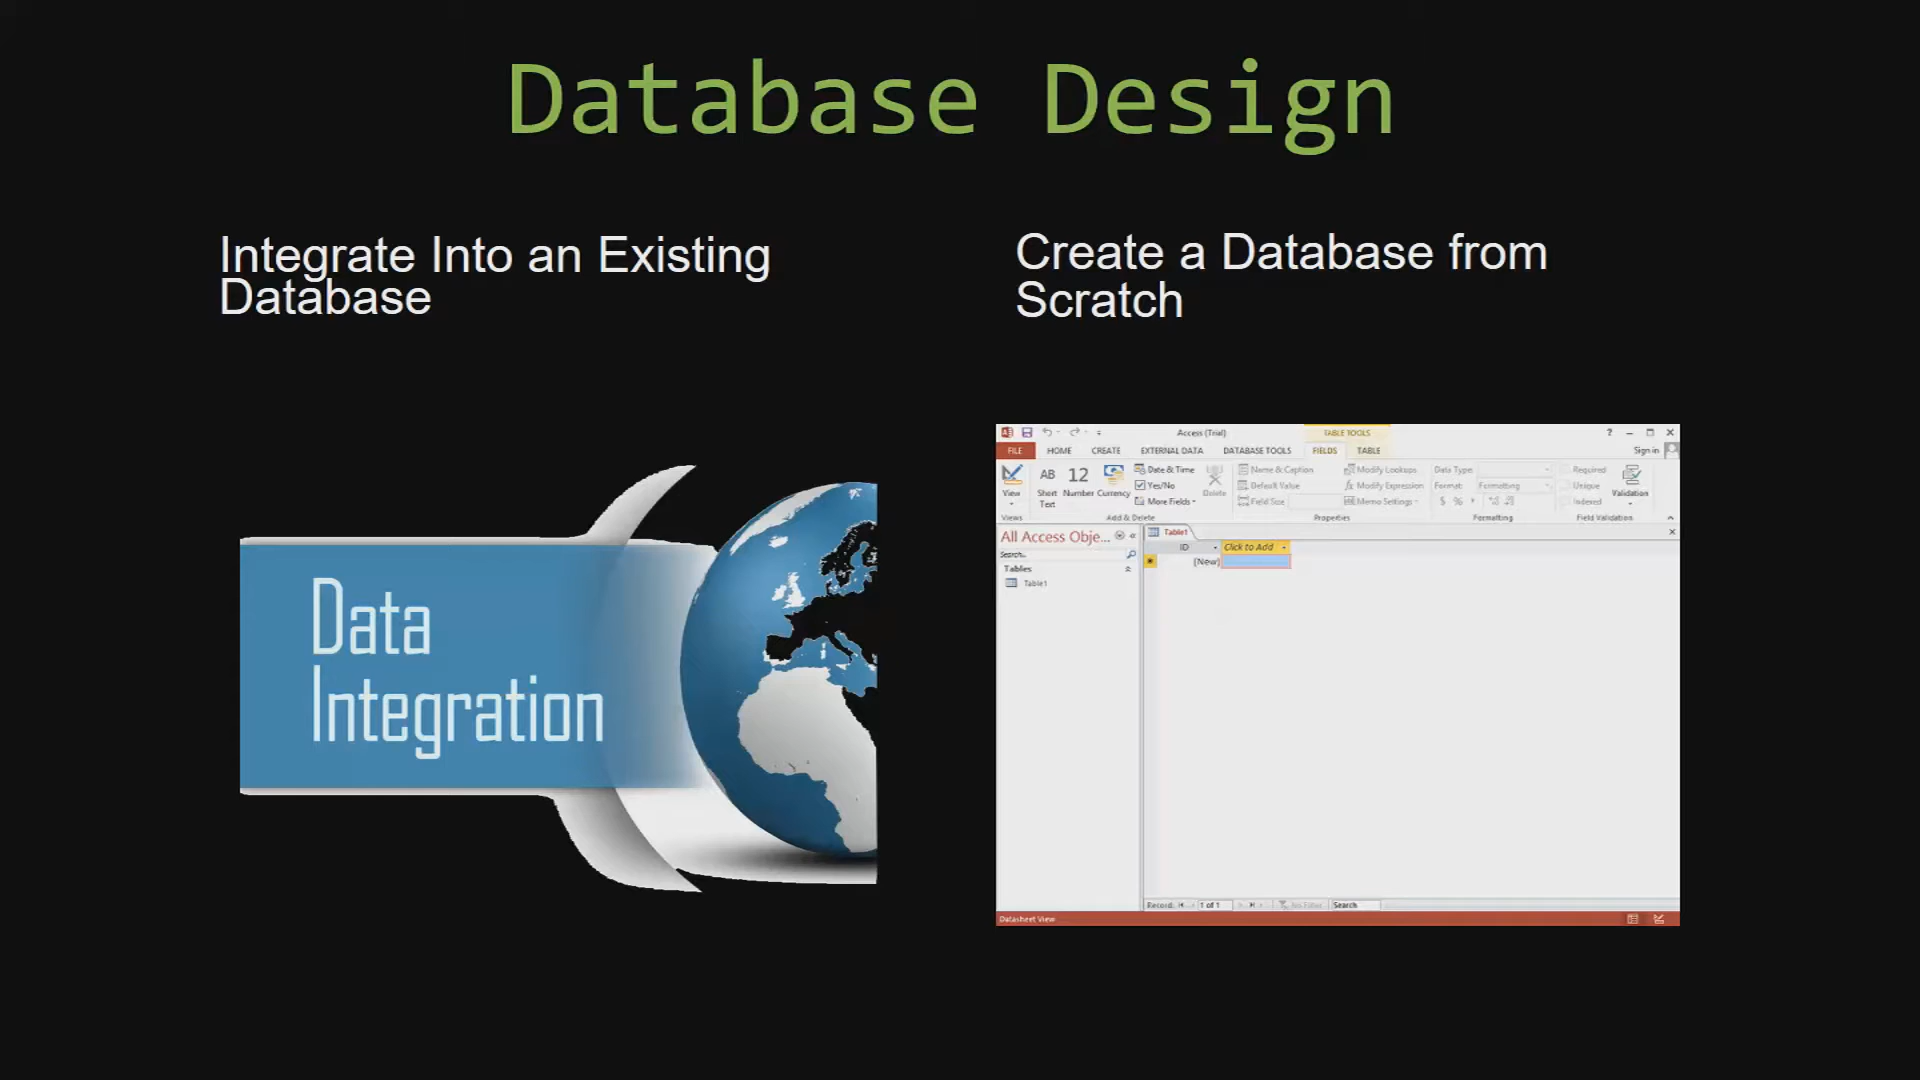 Database Design
Integrate Into an Existing
Database
Create a Database from
Scratch
Data
Integration
Access (Trial)
TABLE TOOLS
?
FILE HOME CREATE EXTERNAL DATA DATABASE TOOLS FIELDS TABLE
Sign in
View
AB
Short
Text
12
Number
Currency
Date & Time
Yes/No
More Fields
Delete
Name & Caption
Default Value
Field Size
Modify Lookups
fx Modify Expression
Memo Settings
Data Type:
Format: Formatting
$ %
Required
Unique
Indexed
Validation
Views
Add & Delete
Properties
Formatting
Field Validation
All Access Obje...
Search...
Tables
Table1
Table1
ID Click to Add
(New)
Record: 1 of 1 No Filter Search
Datasheet View